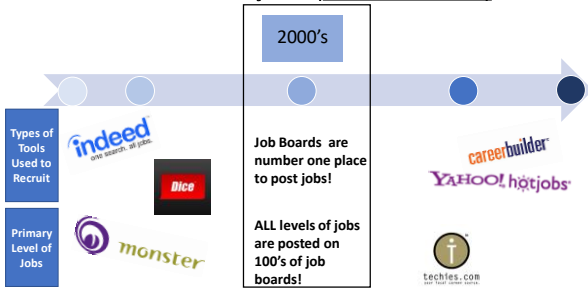 2000's
Types of
Tools
Used to
Recruit
indeed
one search. all jobs.
Dice
Job Boards are
number one place
to post jobs!
careerbuilder
YAHOO! hotjobs
Primary
Level of
Jobs
monster
ALL levels of jobs
are posted on
100's of job
boards!
techies.com